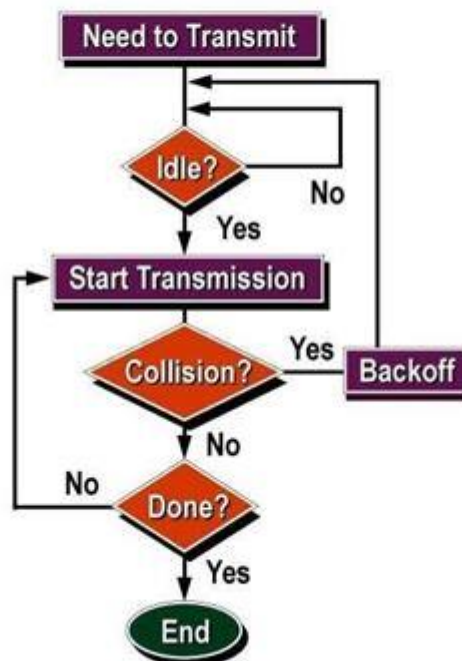 Need to Transmit
Idle?
No
Yes
Start Transmission
Collision?
Yes
Backoff
No
No
Done?
Yes
End